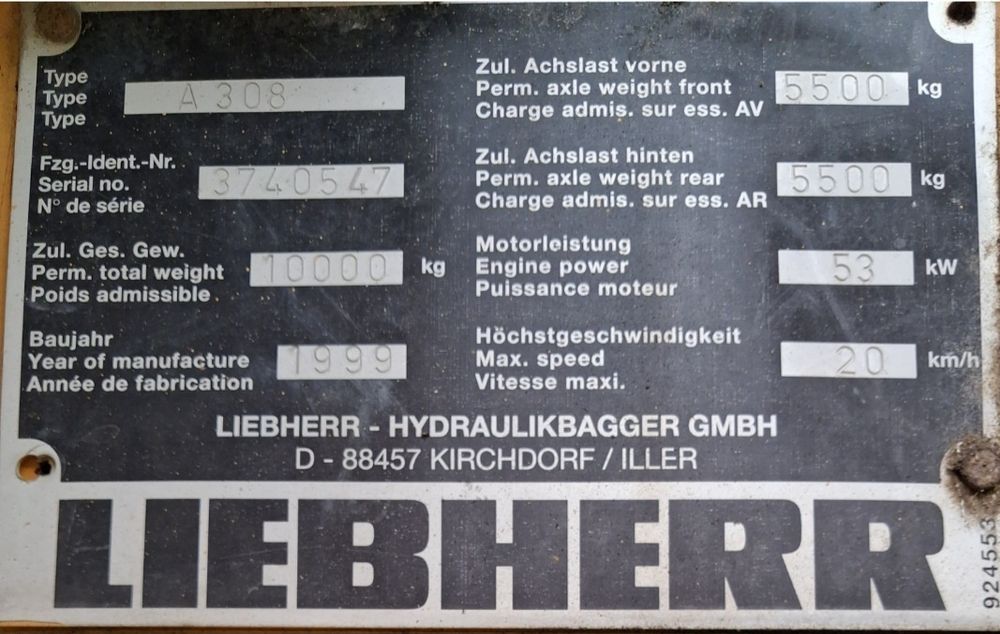 Type
Type A 308
Type
Fzg.-Ident.-Nr.
Serial no. 3740547
N° de série
Zul. Ges. Gew.
Perm. total weight 10000 kg
Poids admissible
Baujahr
Year of manufacture 1999
Année de fabrication
Zul. Achslast vorne
Perm. axle weight front 5500 kg
Charge admis. sur ess. AV
Zul. Achslast hinten
Perm. axle weight rear 5500 kg
Charge admis. sur ess. AR
Motorleistung
Engine power 53 kW
Puissance moteur
Höchstgeschwindigkeit
Max. speed 20 km/h
Vitesse maxi.
LIEBHERR - HYDRAULIKBAGGER GMBH
D - 88457 KIRCHDORF / ILLER
LIEBHERR
9245553